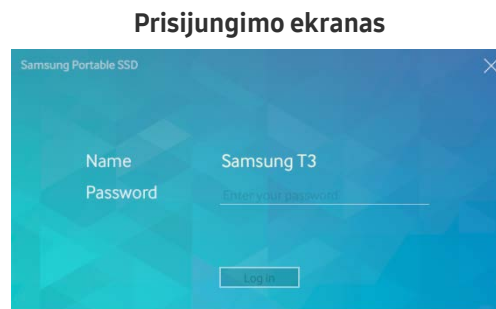 Prisijungimo ekranas
Samsung Portable SSD
Name Samsung T3
Password Enter your password
Log in